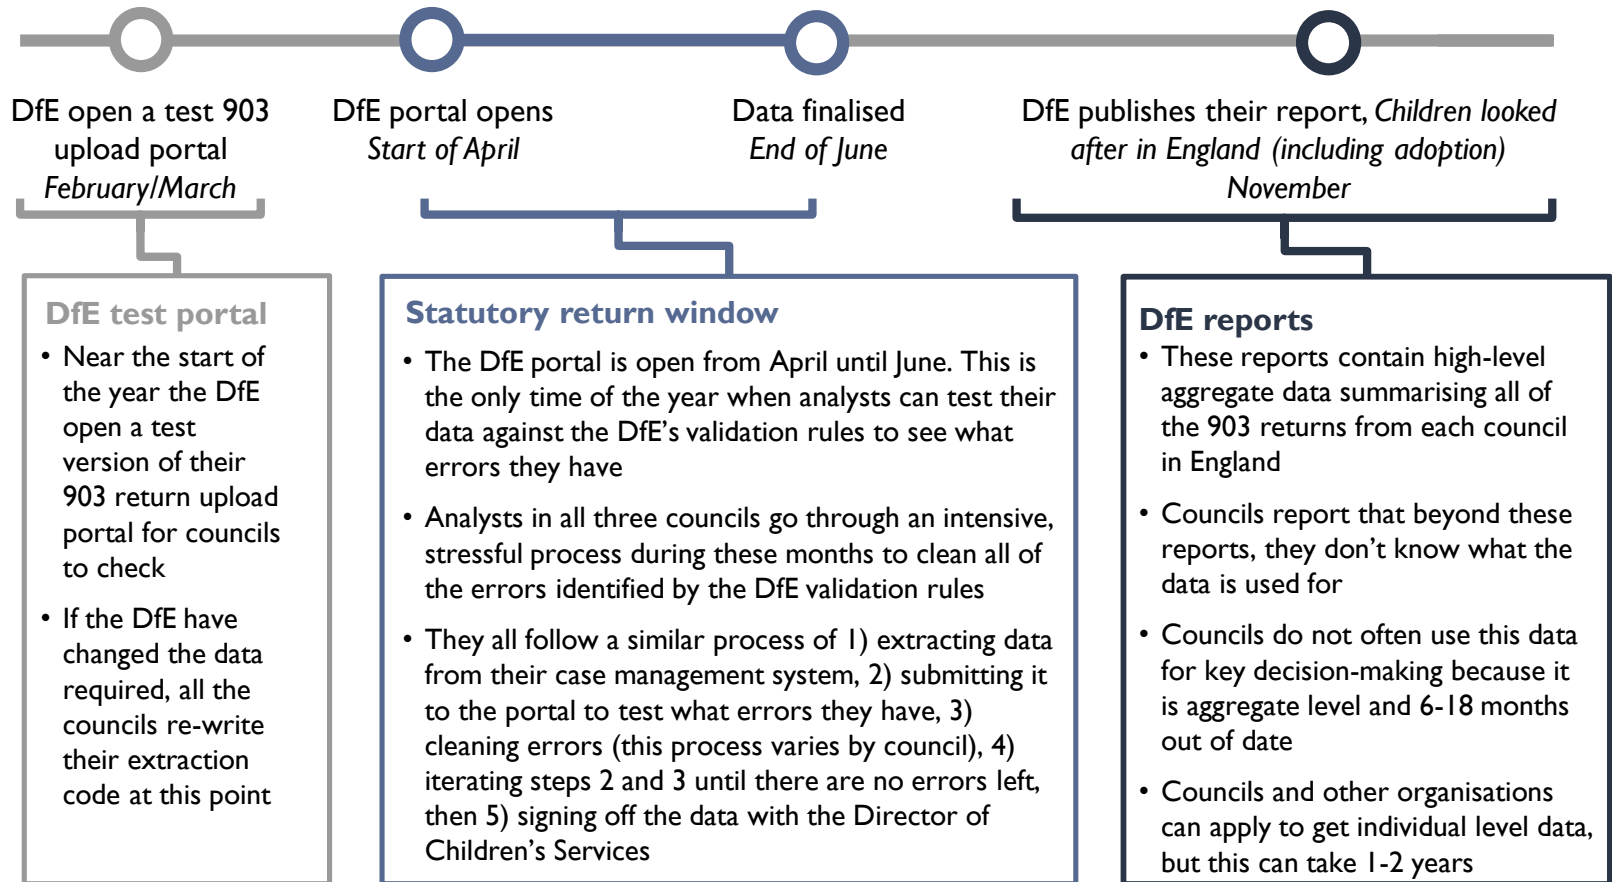 DfE open a test 903
upload portal
February/March
DfE portal opens
Start of April
Data finalised
End of June
DfE publishes their report, Children looked
after in England (including adoption)
November
DfE test portal
• Near the start of
the year the DfE
open a test
version of their
903 return upload
portal for councils
to check
• If the DfE have
changed the data
required, all the
councils re-write
their extraction
code at this point
Statutory return window
• The DfE portal is open from April until June. This is
the only time of the year when analysts can test their
data against the DfE’s validation rules to see what
errors they have
• Analysts in all three councils go through an intensive,
stressful process during these months to clean all of
the errors identified by the DfE validation rules
• They all follow a similar process of 1) extracting data
from their case management system, 2) submitting it
to the portal to test what errors they have, 3)
cleaning errors (this process varies by council), 4)
iterating steps 2 and 3 until there are no errors left,
then 5) signing off the data with the Director of
Children’s Services
DfE reports
• These reports contain high-level
aggregate data summarising all of
the 903 returns from each council
in England
• Councils report that beyond these
reports, they don’t know what the
data is used for
• Councils do not often use this data
for key decision-making because it
is aggregate level and 6-18 months
out of date
• Councils and other organisations
can apply to get individual level data,
but this can take 1-2 years